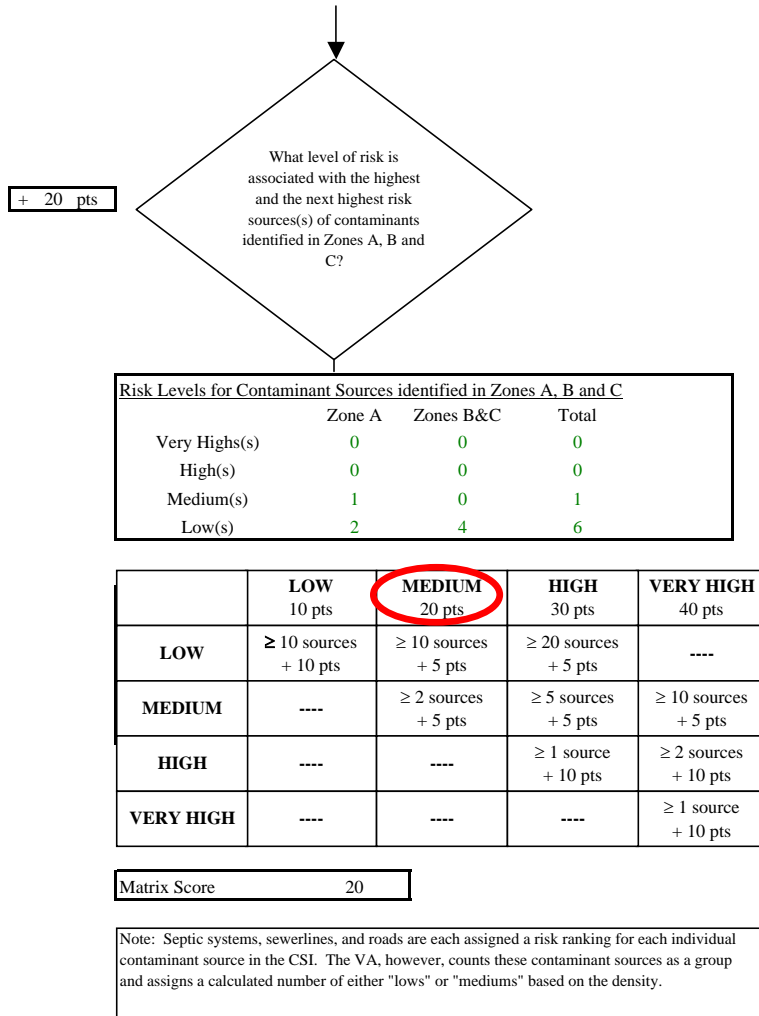 What level of risk is
associated with the highest
and the next highest risk
sources(s) of contaminants
identified in Zones A, B and
C?
+ 20 pts
Risk Levels for Contaminant Sources identified in Zones A, B and C
Zone A Zones B&C Total
Very Highs(s) 0 0 0
High(s) 0 0 0
Medium(s) 1 0 1
Low(s) 2 4 6
LOW MEDIUM HIGH VERY HIGH
10 pts 20 pts 30 pts 40 pts
LOW ≥ 10 sources ≥ 10 sources ≥ 20 sources ----
+ 10 pts + 5 pts + 5 pts
MEDIUM ---- ≥ 2 sources ≥ 5 sources ≥ 10 sources
+ 5 pts + 5 pts + 5 pts
HIGH ---- ---- ≥ 1 source ≥ 2 sources
+ 10 pts + 10 pts
VERY HIGH ---- ---- ---- ≥ 1 source
+ 10 pts
Matrix Score 20
Note: Septic systems, sewerlines, and roads are each assigned a risk ranking for each individual
contaminant source in the CSI. The VA, however, counts these contaminant sources as a group
and assigns a calculated number of either "lows" or "mediums" based on the density.